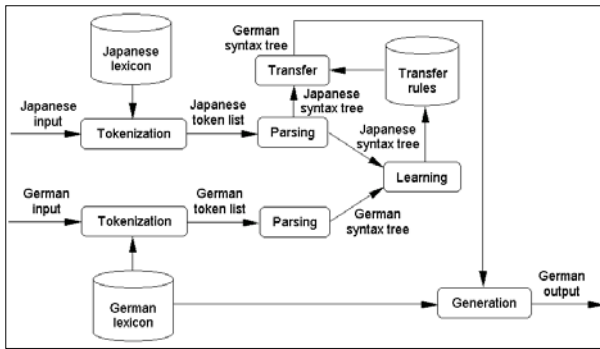 German
syntax tree
Japanese
lexicon
Transfer
Transfer
rules
Japanese
syntax tree
Japanese
input
Tokenization
Japanese
token list
Parsing
Japanese
syntax tree
Learning
German
input
Tokenization
German
token list
Parsing
German
syntax tree
German
lexicon
Generation
German
output